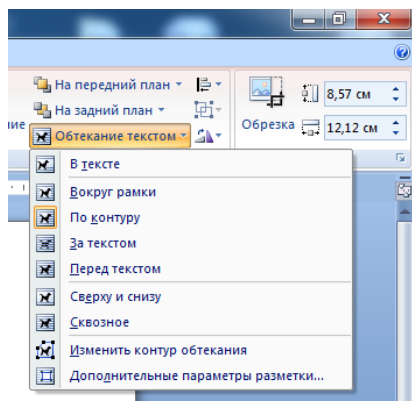 На передний план
На задний план
ние
Обтекание текстом
Обрезка
8,57 см
12,12 см
В тексте
Вокруг рамки
По контуру
За текстом
Перед текстом
Сверху и снизу
Сквозное
Изменить контур обтекания
Дополнительные параметры разметки...